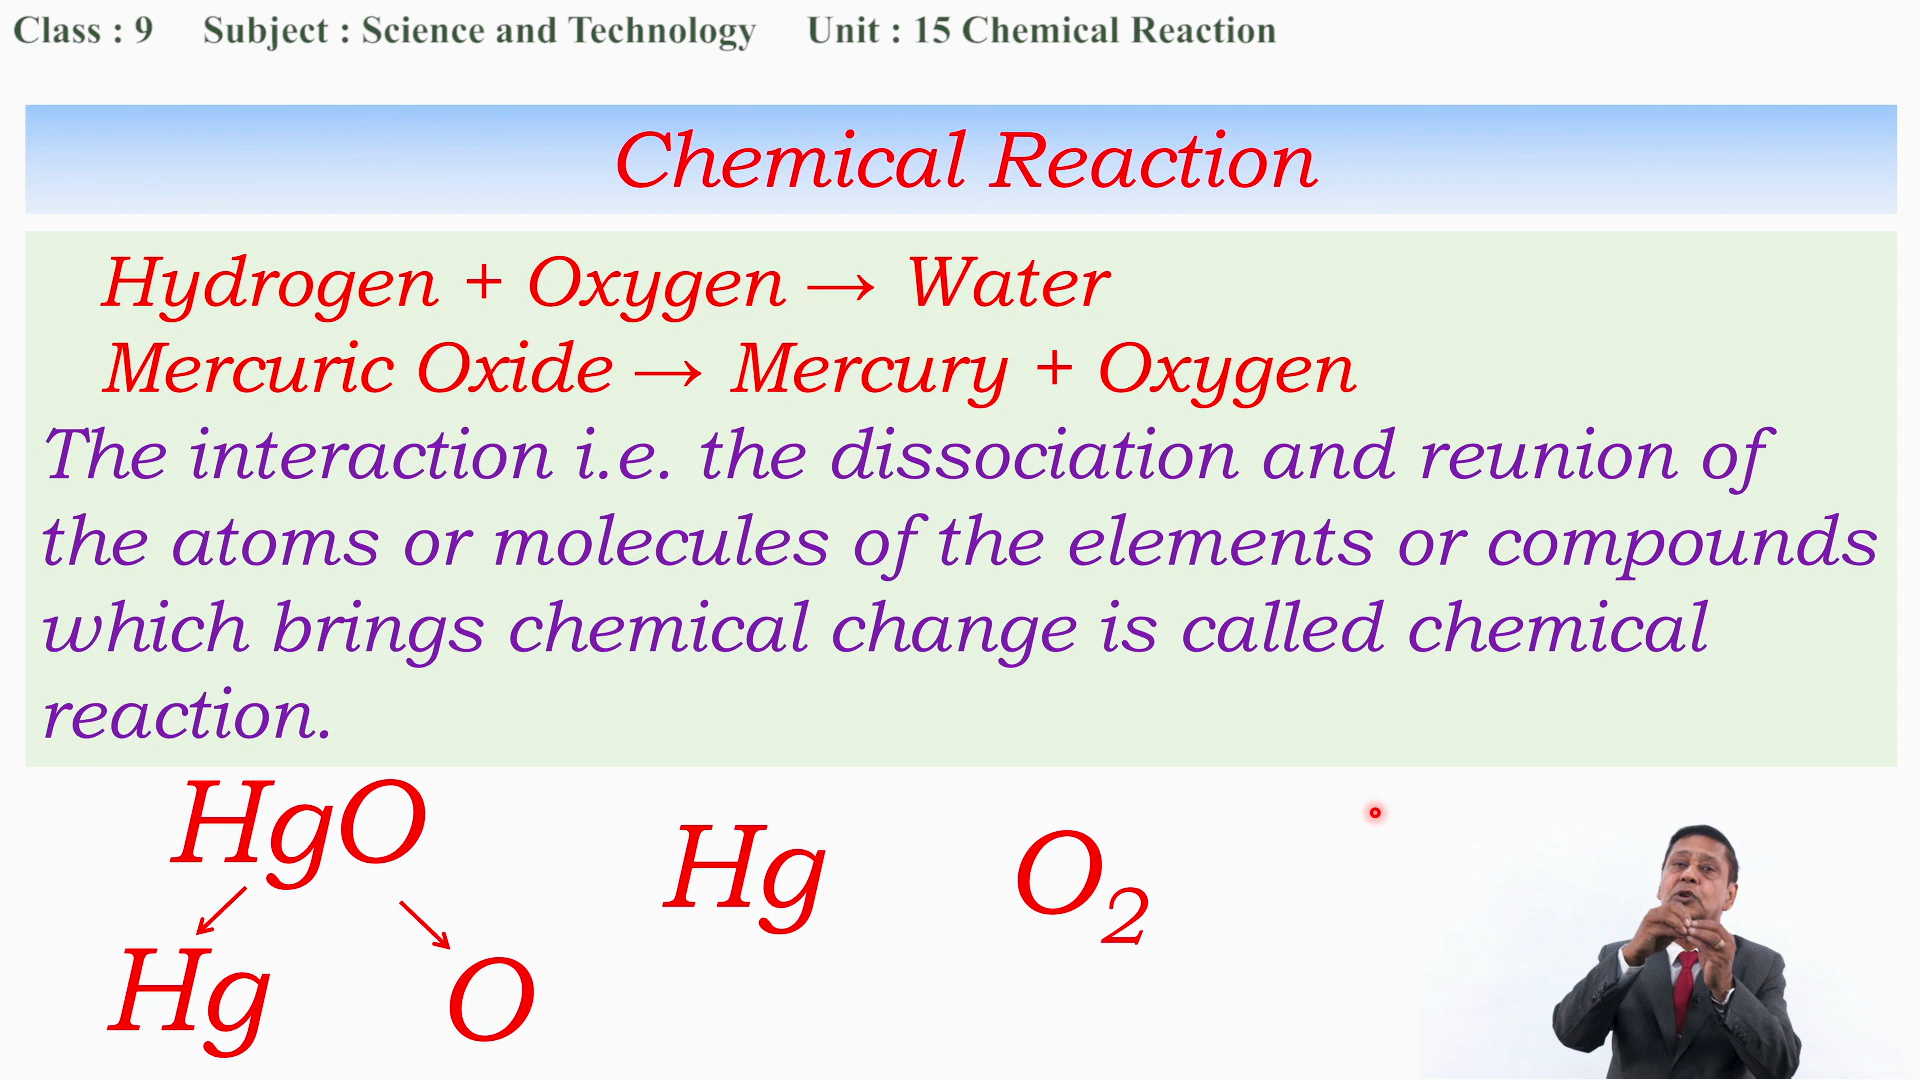 Class : 9 Subject : Science and Technology Unit : 15 Chemical Reaction
Chemical Reaction
Hydrogen + Oxygen → Water
Mercuric Oxide → Mercury + Oxygen
The interaction i.e. the dissociation and reunion of
the atoms or molecules of the elements or compounds
which brings chemical change is called chemical
reaction.
HgO
Hg O₂
Hg O